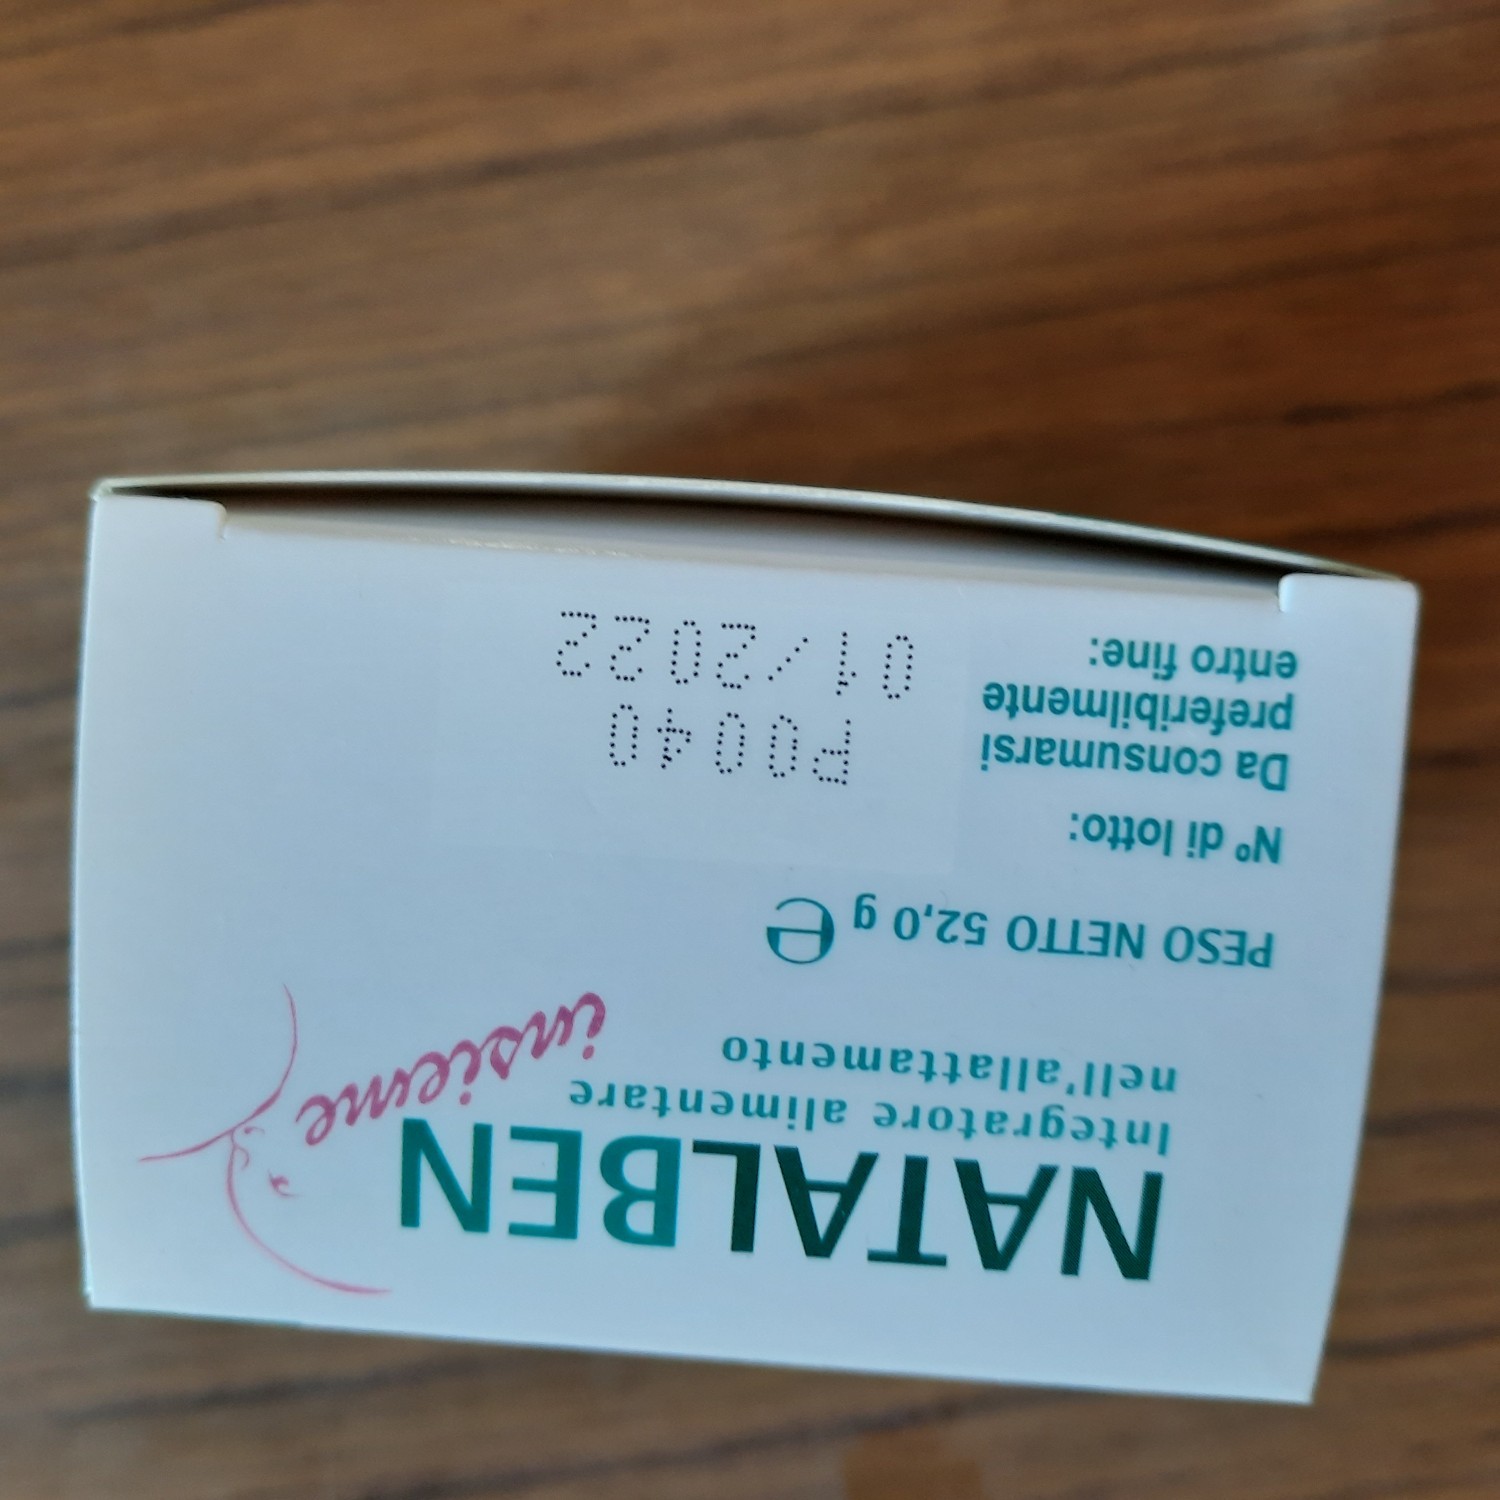 NATALBEN
insieme
Integratore alimentare
nell'allattamento
PESO NETTO 52,0 g ℮
N° di lotto:
P0040
Da consumarsi
preferibilmente
entro fine:
01/2022